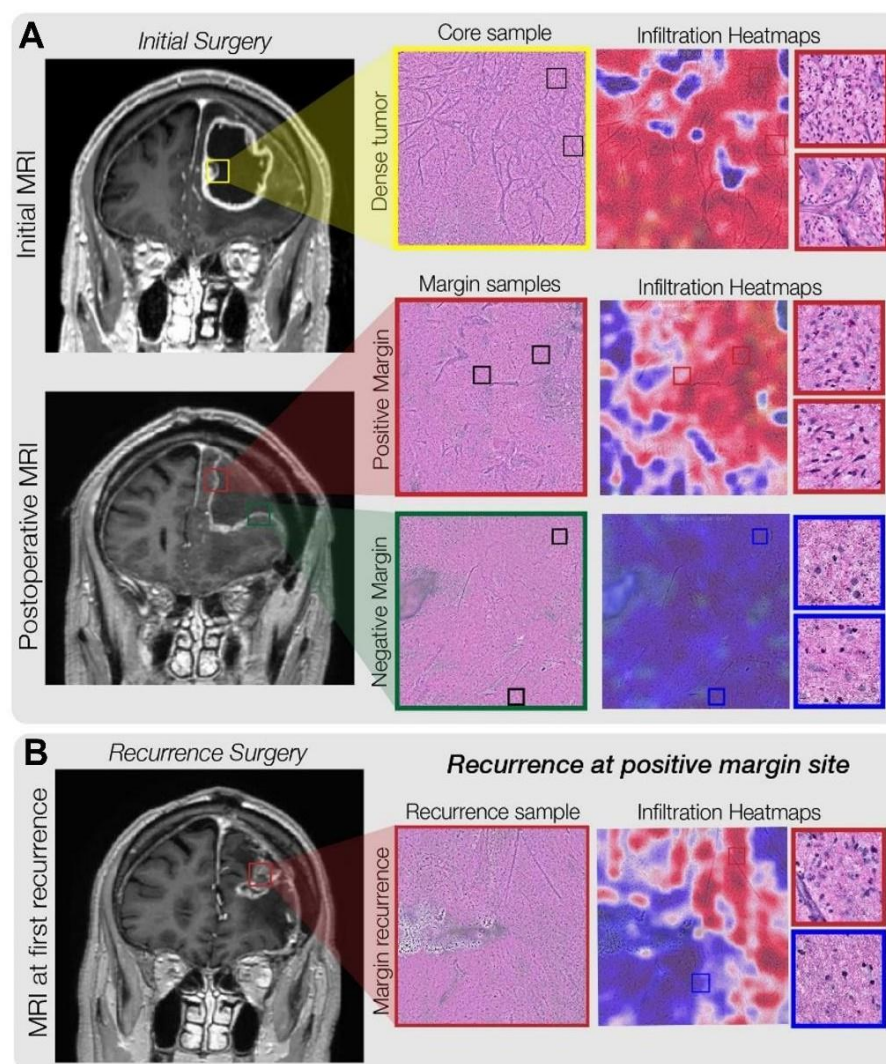 A
Initial Surgery
Core sample
Infiltration Heatmaps
Initial MRI
Dense tumor
Margin samples
Infiltration Heatmaps
Postoperative MRI
Positive Margin
Negative Margin
B
Recurrence Surgery
Recurrence at positive margin site
MRI at first recurrence
Recurrence sample
Infiltration Heatmaps
Margin recurrence